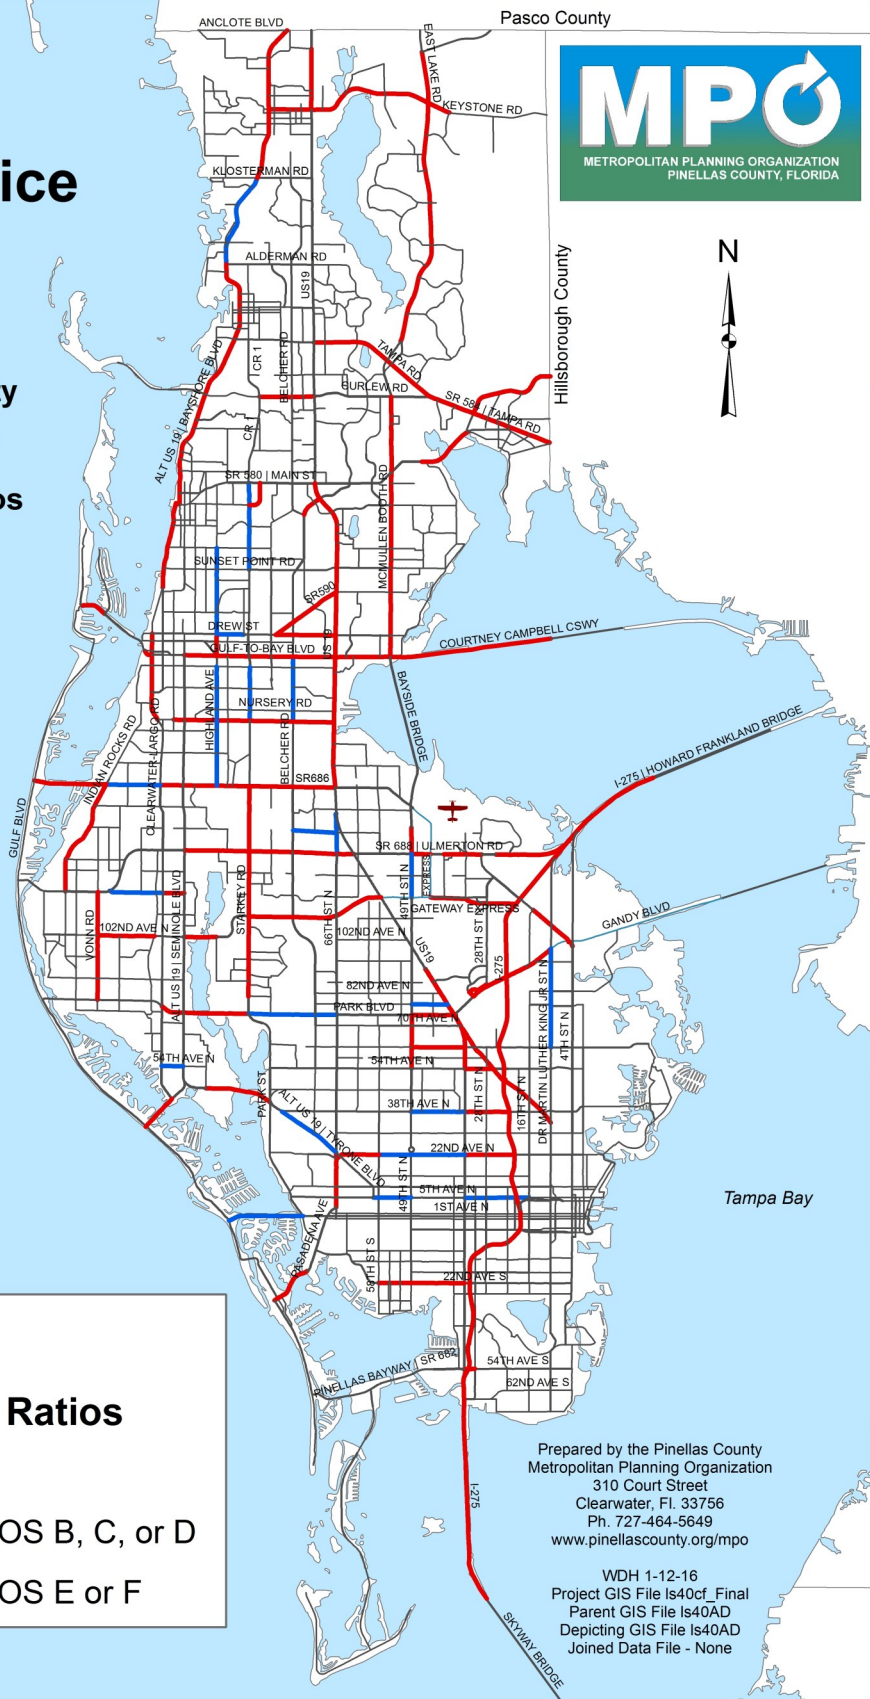 Pasco County
ANCLOTE BLVD
EAST LAKE RD
KEYSTONE RD
MPO
METROPOLITAN PLANNING ORGANIZATION
PINELLAS COUNTY, FLORIDA
ice
KLOSTERMAN RD
N
ALDERMAN RD
US19
Hillsborough County
CR 1
BELCHER RD
TAMPA RD
ALT US 19 | BAYSHORE BLVD
CURLEW RD
ty
SR 584 | TAMPA RD
CR 1
SR 580 | MAIN ST
MCMULLEN BOOTH RD
os
SUNSET POINT RD
SR590
DREW ST
US 19
COURTNEY CAMPBELL CSWY
GULF-TO-BAY BLVD
BAYSIDE BRIDGE
HIGHLAND AVE
NURSERY RD
CLEARWATER-LARGO RD
INDIAN ROCKS RD
BELCHER RD
I-275 | HOWARD FRANKLAND BRIDGE
SR686
GULF BLVD
SR 688 | ULMERTON RD
EXPRESS
49TH ST N
STARKEY RD
66TH ST N
GATEWAY EXPRESS
GANDY BLVD
VONN RD
102ND AVE N
ALT US 19 | SEMINOLE BLVD
102ND AVE N
28TH ST N
US19
I-275
82ND AVE N
PARK BLVD
70TH AVE N
DR MARTIN LUTHER KING JR ST N
4TH ST N
54TH AVE N
54TH AVE N
PARK ST
28TH ST N
16TH ST N
38TH AVE N
ALT US 19 | TYRONE BLVD
22ND AVE N
49TH ST N
5TH AVE N
1ST AVE N
Tampa Bay
PASADENA AVE
58TH ST S
22ND AVE S
PINELLAS BAYWAY | SR 682
54TH AVE S
62ND AVE S
Ratios
OS B, C, or D
OS E or F
I-275
SKYWAY BRIDGE
Prepared by the Pinellas County
Metropolitan Planning Organization
310 Court Street
Clearwater, Fl. 33756
Ph. 727-464-5649
www.pinellascounty.org/mpo
WDH 1-12-16
Project GIS File ls40cf_Final
Parent GIS File ls40AD
Depicting GIS File ls40AD
Joined Data File - None